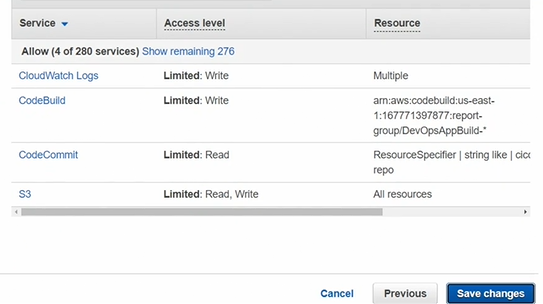 Service Access level Resource
Allow (4 of 280 services) Show remaining 276
CloudWatch Logs Limited: Write Multiple
CodeBuild Limited: Write arn:aws:codebuild:us-east-
1:167771397877:report-
group/DevOpsAppBuild-*
CodeCommit Limited: Read ResourceSpecifier | string like |
repo
S3 Limited: Read, Write All resources
Cancel Previous Save changes